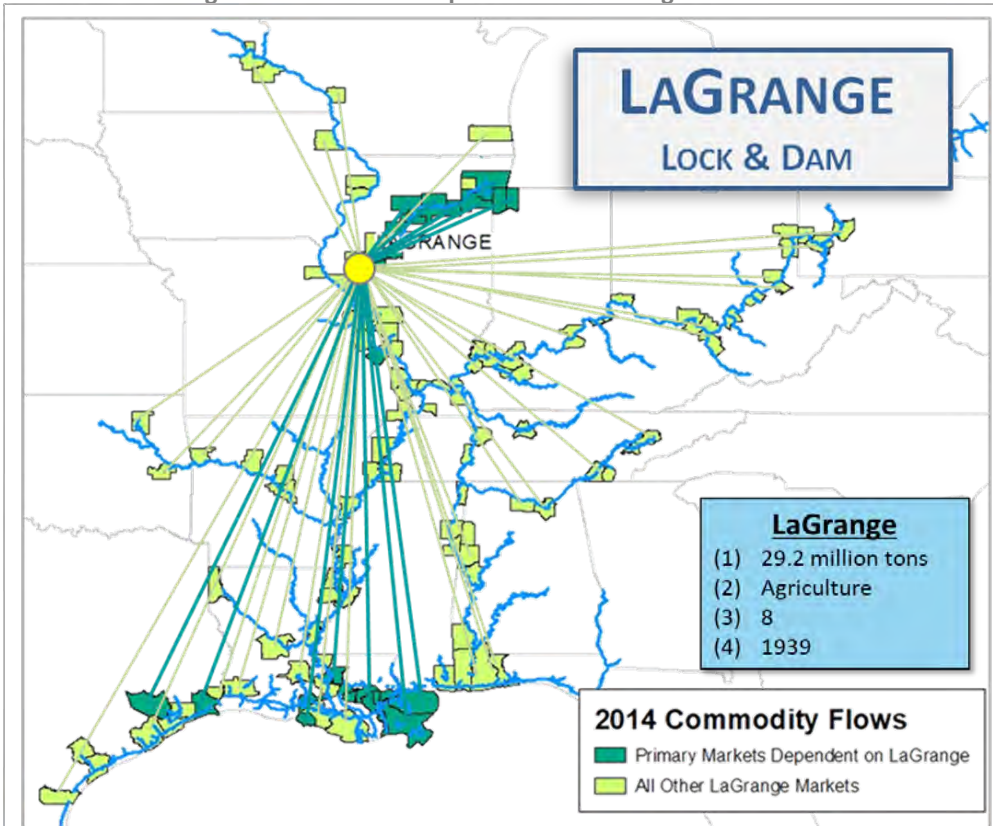 LAGRANGE
LOCK & DAM
GRANGE
LaGrange
(1) 29.2 million tons
(2) Agriculture
(3) 8
(4) 1939
2014 Commodity Flows
Primary Markets Dependent on LaGrange
All Other LaGrange Markets